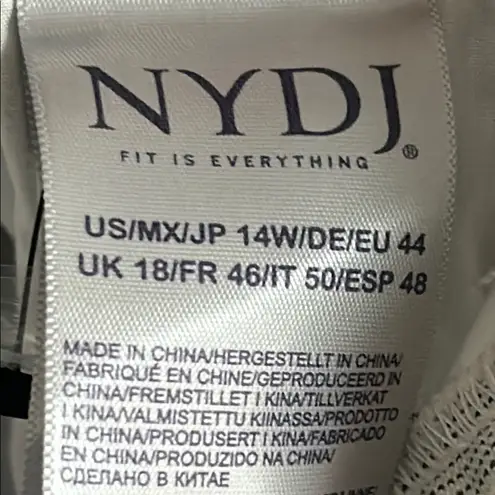 NYDJ®
FIT IS EVERYTHING
US/MX/JP 14W/DE/EU 44
UK 18/FR 46/IT 50/ESP 48
MADE IN CHINA/HERGESTELLT IN CHINA/
FABRIQUÉ EN CHINE/GEPRODUCEERD IN
CHINA/FREMSTILLET I KINA/TILLVERKAT
I KINA/VALMISTETTU KIINASSA/PRODOTTO
IN CHINA/PRODUSERT I KINA/FABRICADO
EN CHINA/PRODUZIDO NA CHINA/
СДЕЛАНО В КИТАЕ